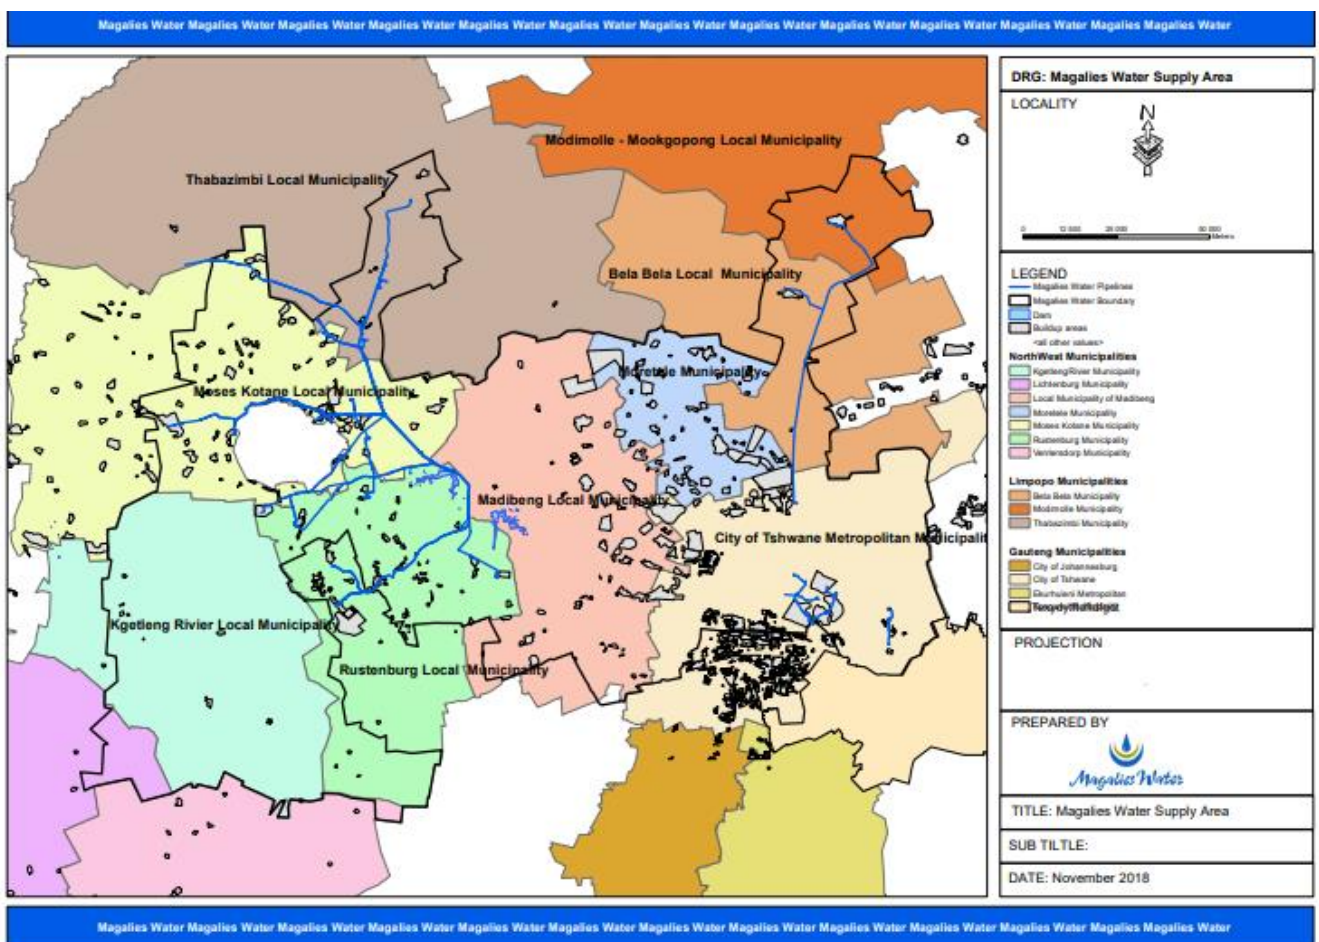 Magalies Water Magalies Water Magalies Water Magalies Water Magalies Water Magalies Water Magalies Water Magalies Water Magalies Water Magalies Water Magalies Water Magalies Water
DRG: Magalies Water Supply Area
LOCALITY
N
Meters
LEGEND
Magalies Water Pipelines
Magalies Water Boundary
Dam
Buildup areas
<all other values>
NorthWest Municipalities
Kgetleng River Municipality
Lichtenburg Municipality
Local Municipality of Madibeng
Moretele Municipality
Moses Kotane Municipality
Rustenburg Municipality
Ventersdorp Municipality
Limpopo Municipalities
Bela Bela Municipality
Modimolle Municipality
Thabazimbi Municipality
Gauteng Municipalities
City of Johannesburg
City of Tshwane
Ekurhuleni Metropolitan
PROJECTION
PREPARED BY
Magalies Water
TITLE: Magalies Water Supply Area
SUB TILTLE:
DATE: November 2018
Modimolle - Mookgopong Local Municipality
Thabazimbi Local Municipality
Bela Bela Local Municipality
Moretele Municipality
Moses Kotane Local Municipality
Madibeng Local Municipality
City of Tshwane Metropolitan Municipalit
Kgetleng Rivier Local Municipality
Rustenburg Local Municipality
Magalies Water Magalies Water Magalies Water Magalies Water Magalies Water Magalies Water Magalies Water Magalies Water Magalies Water Magalies Water Magalies Water Magalies Water